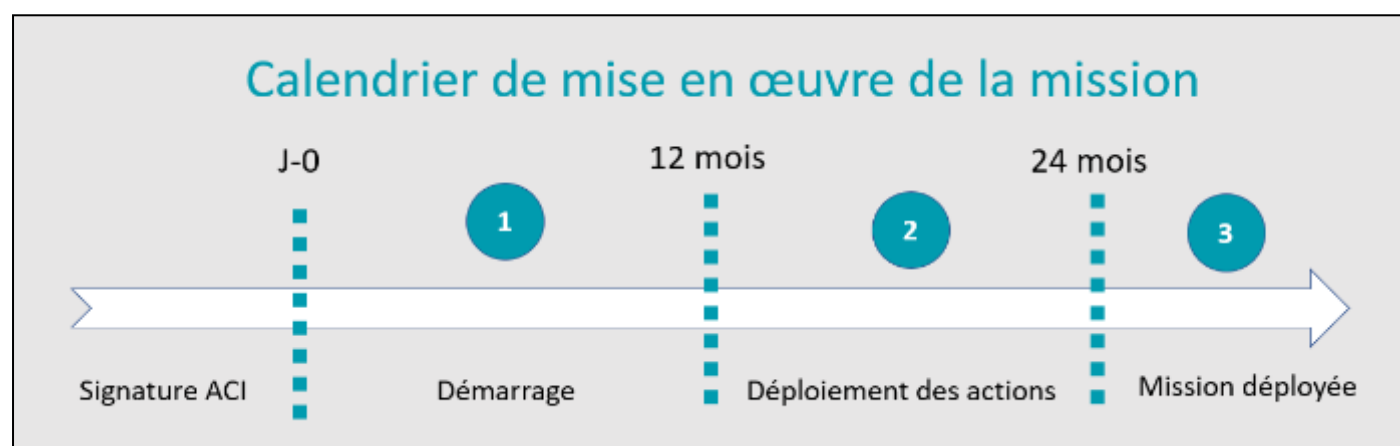 Calendrier de mise en œuvre de la mission
J-0
12 mois
24 mois
1
2
3
Signature ACI
Démarrage
Déploiement des actions
Mission déployée